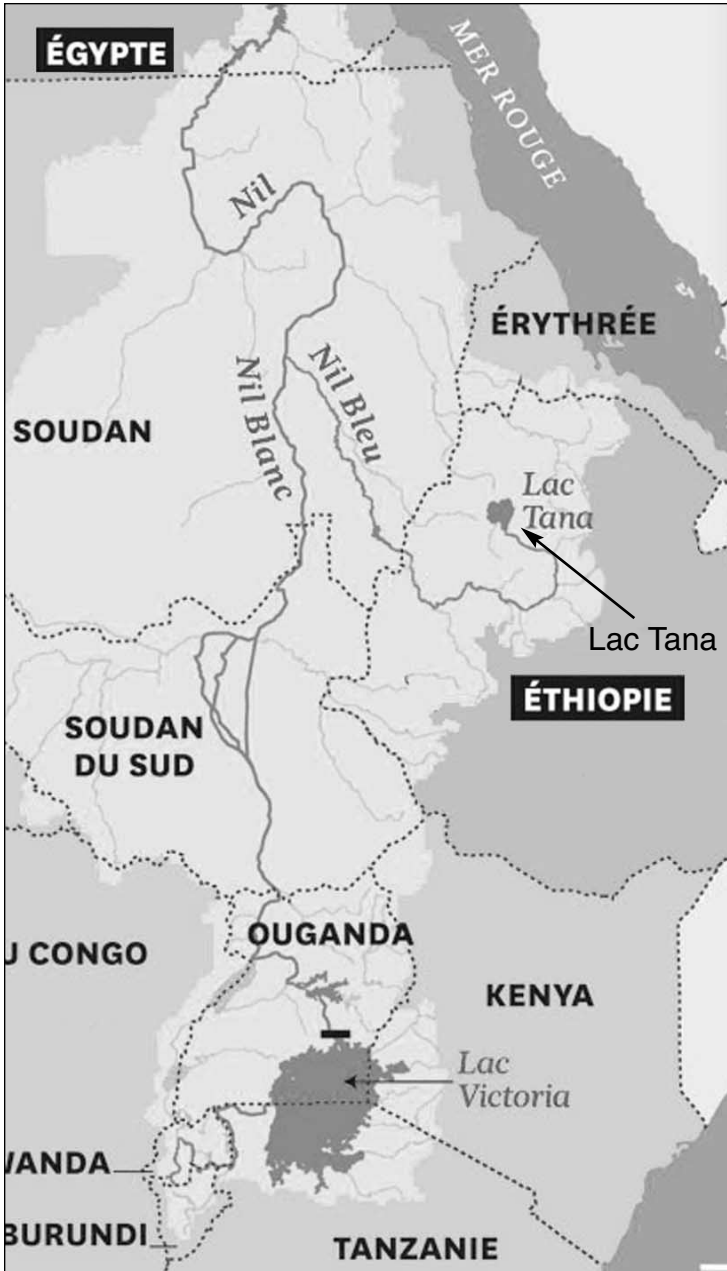 ÉGYPTE
MER ROUGE
Nil
ÉRYTHRÉE
Nil Blanc
Nil Bleu
SOUDAN
Lac
Tana
Lac Tana
ÉTHIOPIE
SOUDAN
DU SUD
OUGANDA
U CONGO
KENYA
Lac
Victoria
WANDA
BURUNDI
TANZANIE